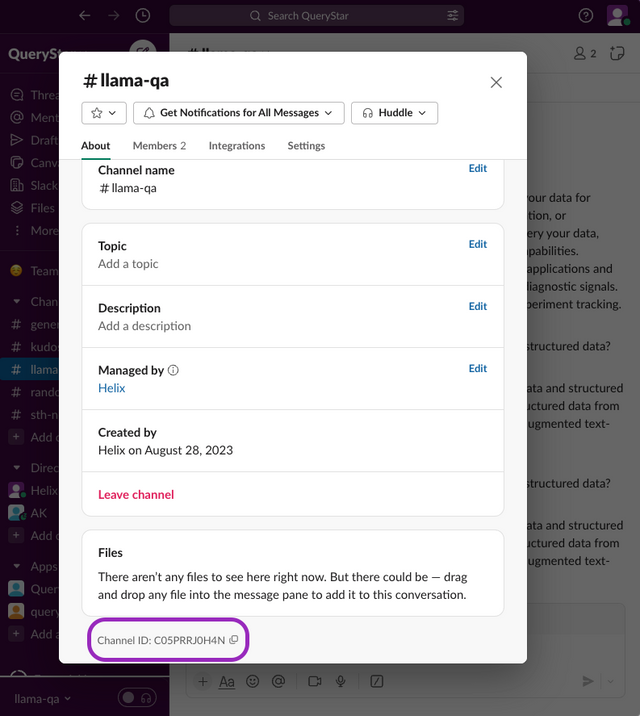 Search QueryStar
QuerySt
# llama-qa
2
Get Notifications for All Messages
Huddle
About
Members 2
Integrations
Settings
Channel name
Edit
# llama-qa
Topic
Edit
Add a topic
Description
Edit
Add a description
Managed by
Edit
Helix
Created by
Helix on August 28, 2023
Leave channel
Files
There aren't any files to see here right now. But there could be — drag
and drop any file into the message pane to add it to this conversation.
Channel ID: C05PRRJ0H4N
Threa
Ment
Draft
Canv
Slack
Files
More
Team
Chan
# gener
# kudo
# llama
# rando
# sth-n
Add c
Direc
Helix
AK
Add c
Apps
Quer
query
Add a
llama-qa
your data for
tion, or
ery your data,
pabilities.
applications and
diagnostic signals.
periment tracking.
structured data?
ata and structured
uctured data from
ugmented text-
structured data?
ata and structured
uctured data from
ugmented text-
Aa